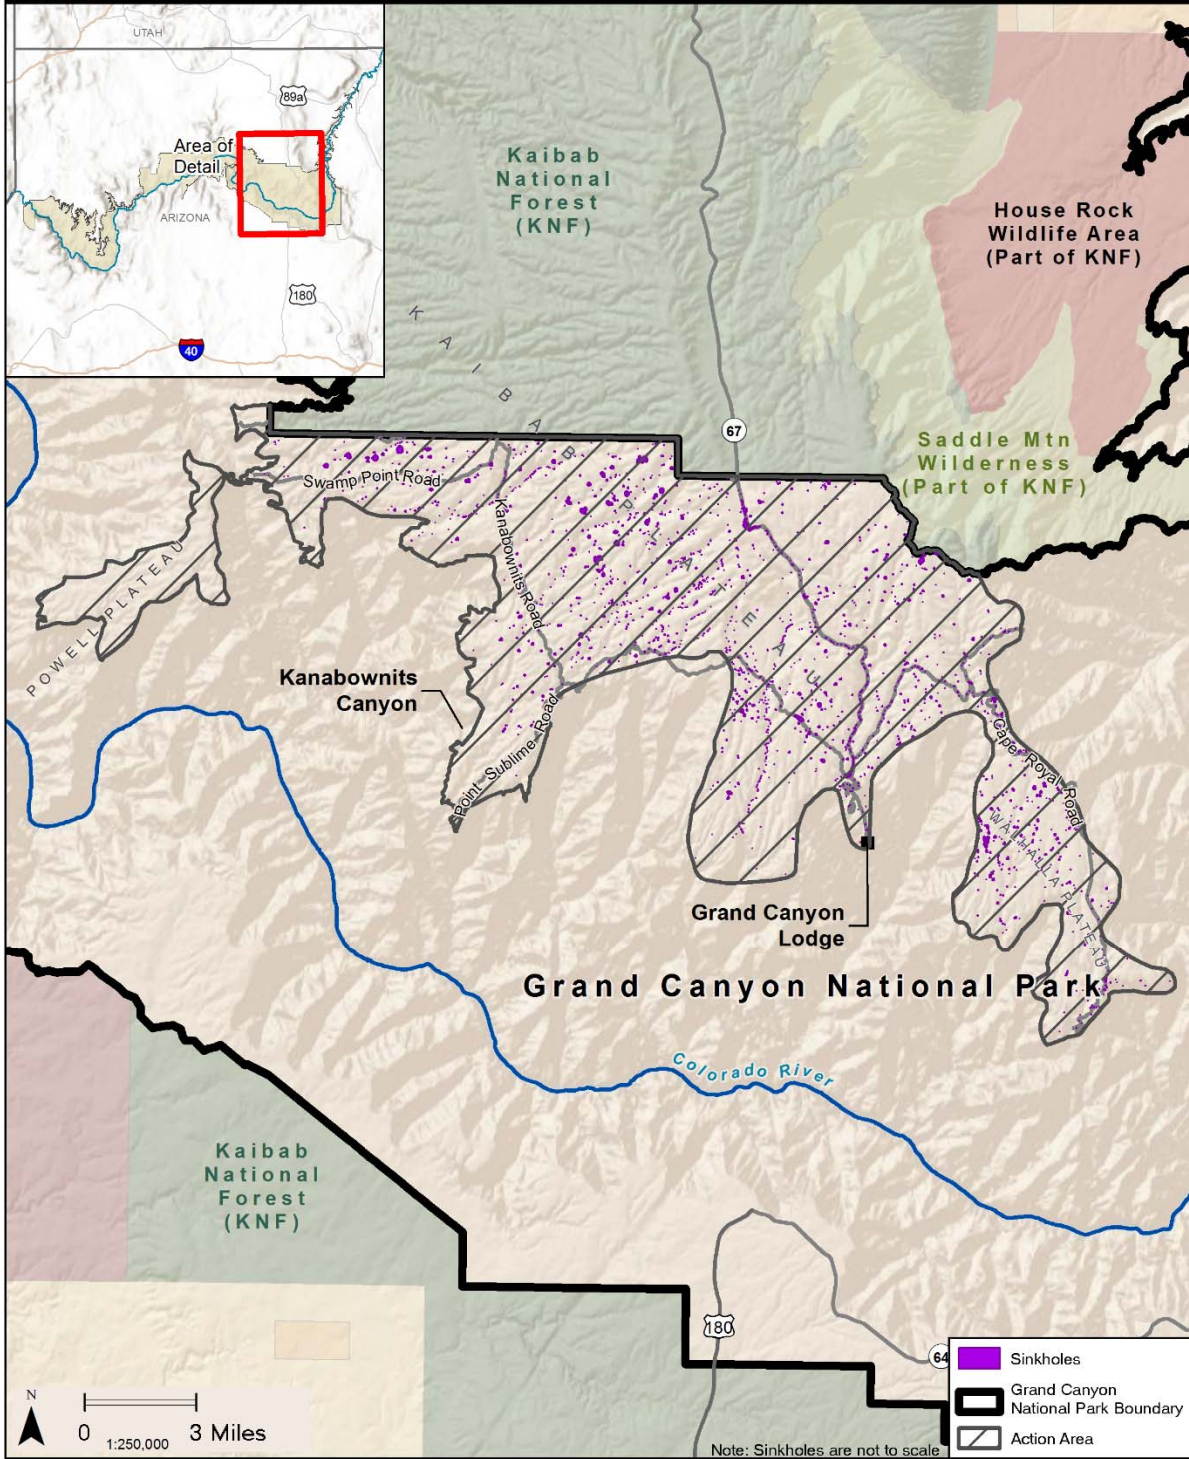 UTAH
89a
Area of
Detail
ARIZONA
180
40
Kaibab
National
Forest
(KNF)
House Rock
Wildlife Area
(Part of KNF)
67
Saddle Mtn
Wilderness
(Part of KNF)
KAIBAB PLATEAU
Swamp Point Road
Kanabownits Road
POWELL PLATEAU
Kanabownits
Canyon
Point Sublime Road
Cape Royal Road
WALHALLA PLATEAU
Grand Canyon
Lodge
Grand Canyon National Park
Colorado River
Kaibab
National
Forest
(KNF)
180
64
Sinkholes
Grand Canyon
National Park Boundary
Action Area
N
0 3 Miles
1:250,000
Note: Sinkholes are not to scale